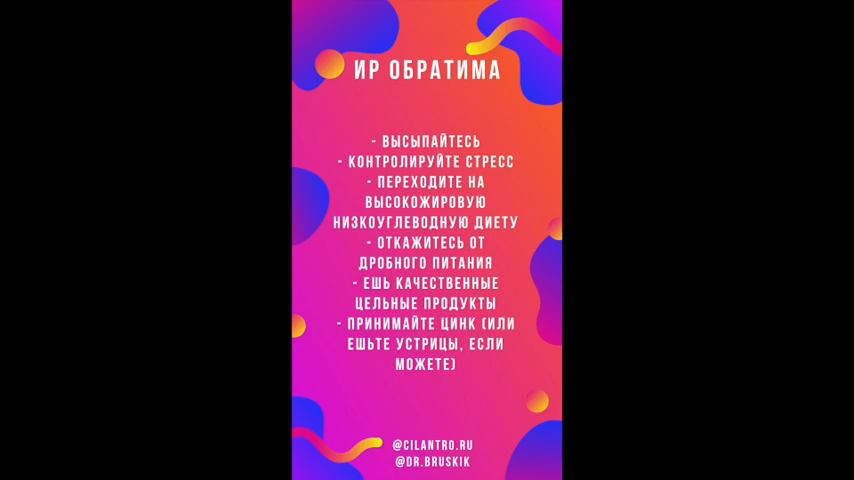 ИР ОБРАТИМА
- ВЫСЫПАЙТЕСЬ
- КОНТРОЛИРУЙТЕ СТРЕСС
- ПЕРЕХОДИТЕ НА
ВЫСОКОЖИРОВУЮ
НИЗКОУГЛЕВОДНУЮ ДИЕТУ
- ОТКАЖИТЕСЬ ОТ
ДРОБНОГО ПИТАНИЯ
- ЕШЬ КАЧЕСТВЕННЫЕ
ЦЕЛЬНЫЕ ПРОДУКТЫ
- ПРИНИМАЙТЕ ЦИНК (ИЛИ
ЕШЬТЕ УСТРИЦЫ, ЕСЛИ
МОЖЕТЕ)
@CILANTRO.RU
@DR.BRUSKIK